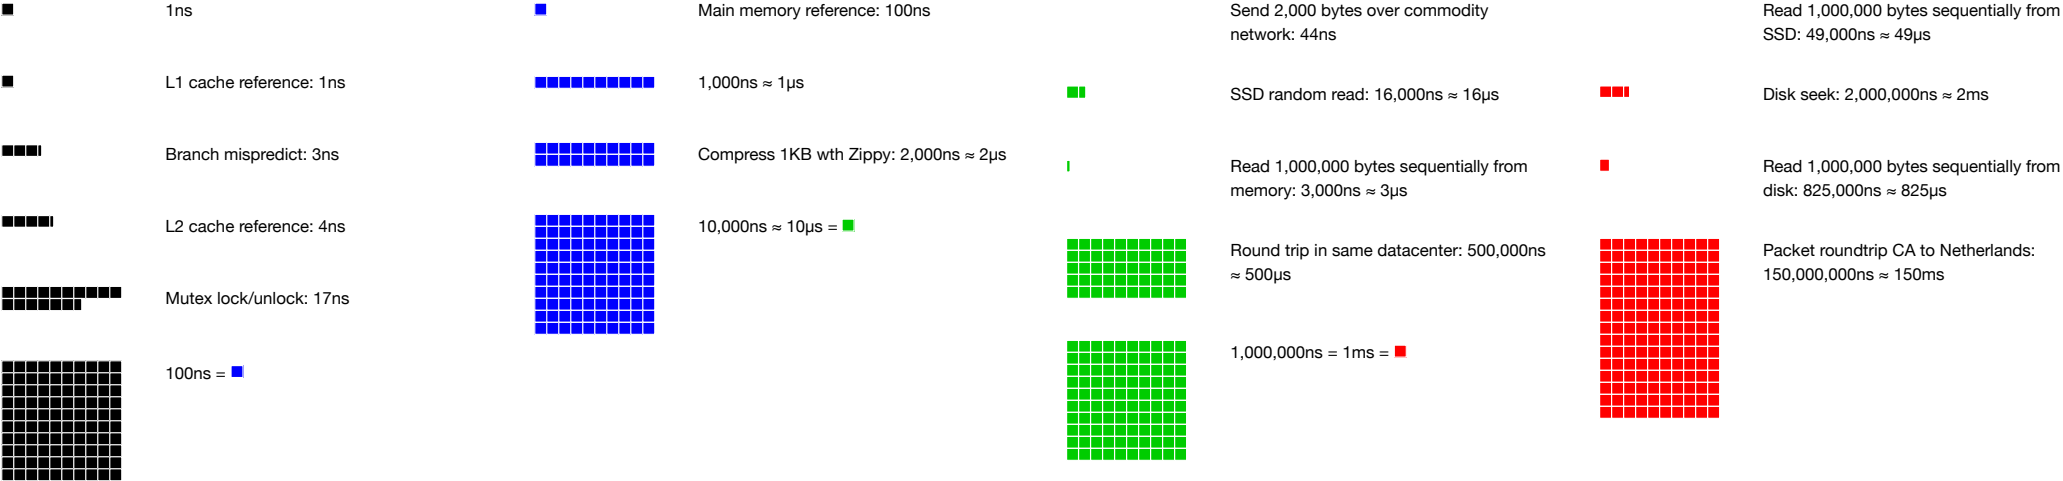 1ns
L1 cache reference: 1ns
Branch mispredict: 3ns
L2 cache reference: 4ns
Mutex lock/unlock: 17ns
100ns =
Main memory reference: 100ns
1,000ns ≈ 1μs
Compress 1KB wth Zippy: 2,000ns ≈ 2μs
10,000ns ≈ 10μs =
Send 2,000 bytes over commodity
network: 44ns
SSD random read: 16,000ns ≈ 16μs
Read 1,000,000 bytes sequentially from
memory: 3,000ns ≈ 3μs
Round trip in same datacenter: 500,000ns
≈ 500μs
1,000,000ns = 1ms =
Read 1,000,000 bytes sequentially from
SSD: 49,000ns ≈ 49μs
Disk seek: 2,000,000ns ≈ 2ms
Read 1,000,000 bytes sequentially from
disk: 825,000ns ≈ 825μs
Packet roundtrip CA to Netherlands:
150,000,000ns ≈ 150ms